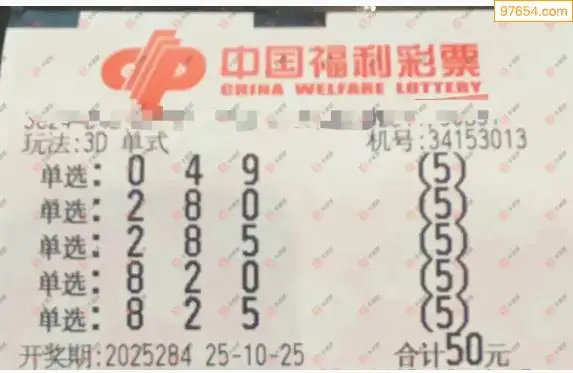 97654.com
中国福利彩票
CHINA WELFARE LOTTERY
玩法:3D 单式 机号:34153013
单选: 0 4 9 (5)
单选: 2 8 0 (5)
单选: 2 8 5 (5)
单选: 8 2 0 (5)
单选: 8 2 5 (5)
开奖期:2025284 25-10-25 合计50元